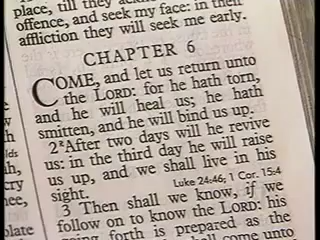 place, till they ack
offence, and seek my face: in their
affliction they will seek me early.
CHAPTER 6
COME, and let us return unto
the LORD: for he hath torn,
and he will heal us; he hath
smitten, and he will bind us up.
2 After two days will he revive
us: in the third day he will raise
us up, and we shall live in his
sight.
Luke 24:46; 1 Cor. 15:4
3 Then shall we know, if we
follow on to know the LORD: his
forth is prepared as the
shall come unto